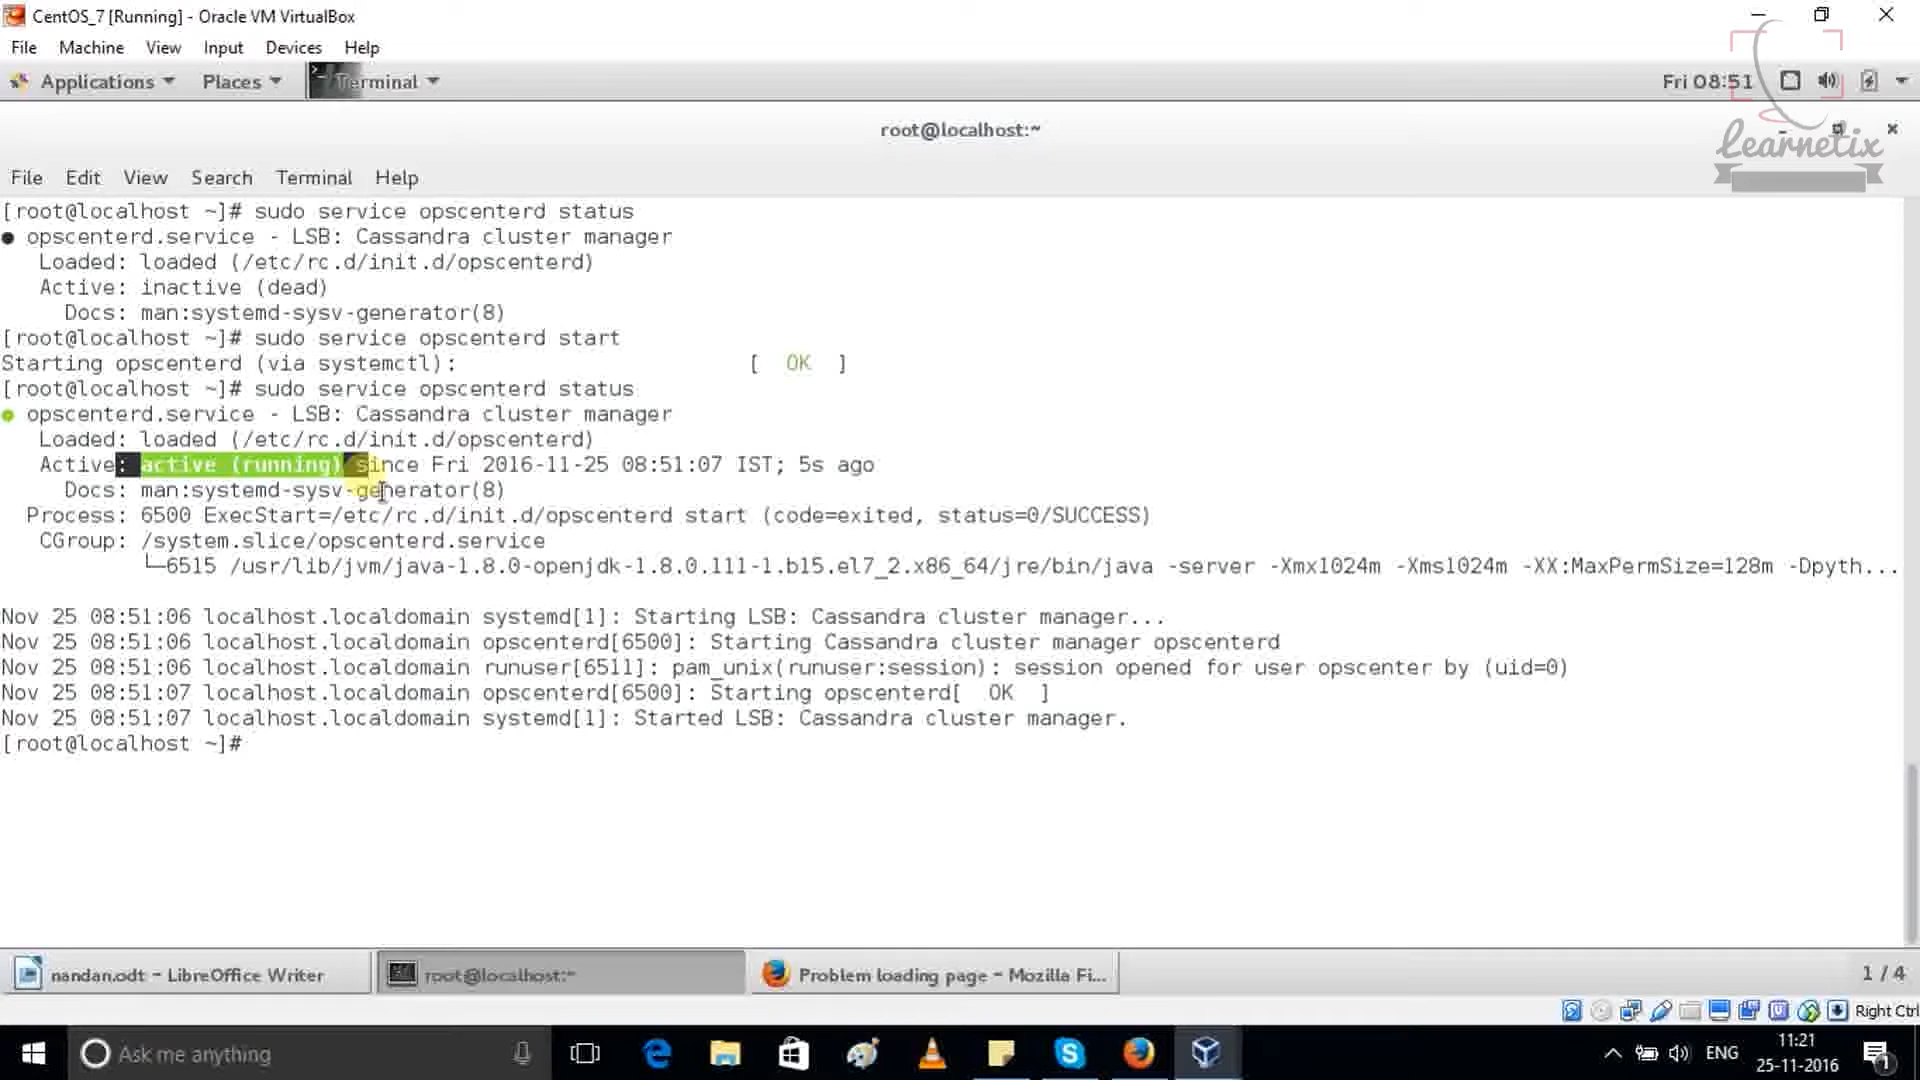 CentOS_7 [Running] - Oracle VM VirtualBox
File Machine View Input Devices Help
Applications Places Terminal Fri 08:51
root@localhost:~
Learnetix
File Edit View Search Terminal Help
[root@localhost ~]# sudo service opscenterd status
● opscenterd.service - LSB: Cassandra cluster manager
Loaded: loaded (/etc/rc.d/init.d/opscenterd)
Active: inactive (dead)
Docs: man:systemd-sysv-generator(8)
[root@localhost ~]# sudo service opscenterd start
Starting opscenterd (via systemctl): [ OK ]
[root@localhost ~]# sudo service opscenterd status
● opscenterd.service - LSB: Cassandra cluster manager
Loaded: loaded (/etc/rc.d/init.d/opscenterd)
Active: active (running) since Fri 2016-11-25 08:51:07 IST; 5s ago
Docs: man:systemd-sysv-generator(8)
Process: 6500 ExecStart=/etc/rc.d/init.d/opscenterd start (code=exited, status=0/SUCCESS)
CGroup: /system.slice/opscenterd.service
└─6515 /usr/lib/jvm/java-1.8.0-openjdk-1.8.0.111-1.b15.el7_2.x86_64/jre/bin/java -server -Xmx1024m -Xms1024m -XX:MaxPermSize=128m -Dpyth...
Nov 25 08:51:06 localhost.localdomain systemd[1]: Starting LSB: Cassandra cluster manager...
Nov 25 08:51:06 localhost.localdomain opscenterd[6500]: Starting Cassandra cluster manager opscenterd
Nov 25 08:51:06 localhost.localdomain runuser[6511]: pam_unix(runuser:session): session opened for user opscenter by (uid=0)
Nov 25 08:51:07 localhost.localdomain opscenterd[6500]: Starting opscenterd[ OK ]
Nov 25 08:51:07 localhost.localdomain systemd[1]: Started LSB: Cassandra cluster manager.
[root@localhost ~]#
nandan.odt - LibreOffice Writer root@localhost:~ Problem loading page - Mozilla Fi... 1 / 4
Right Ctrl
Ask me anything ENG 11:21
25-11-2016 1